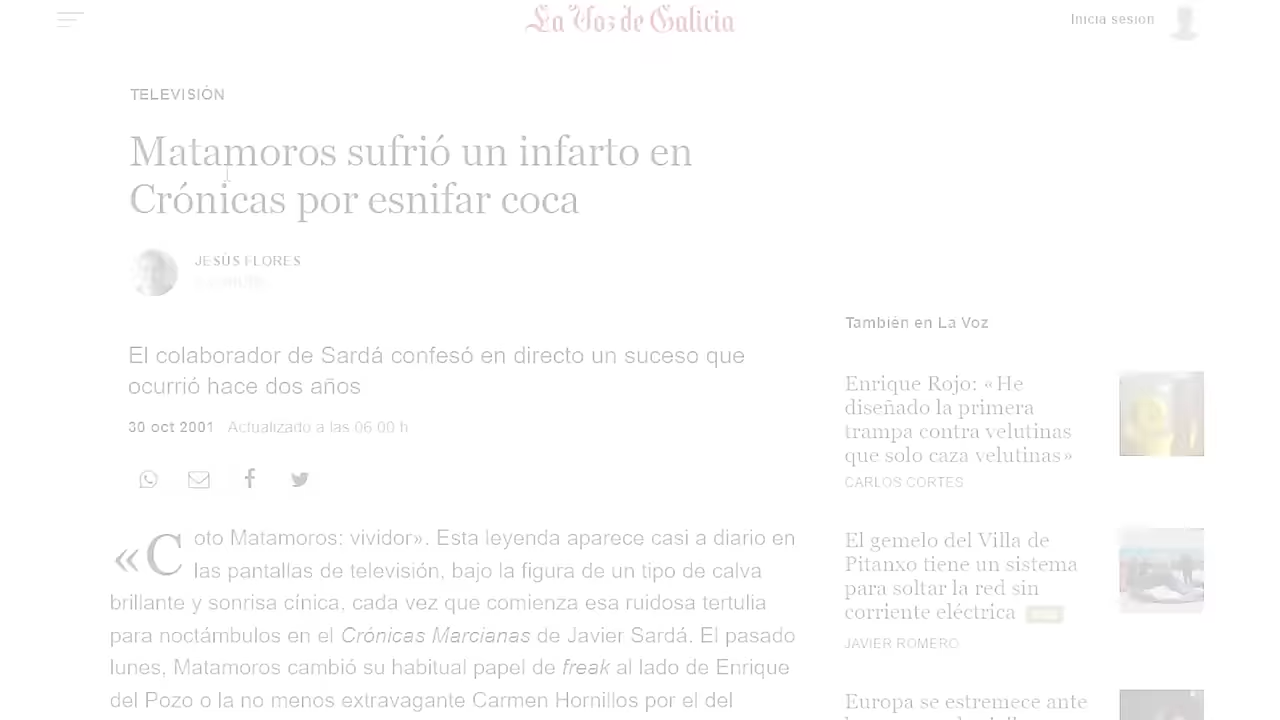 La Voz de Galicia
Inicia sesión
TELEVISIÓN
Matamoros sufrió un infarto en
Crónicas por esnifar coca
JESÚS FLORES
El colaborador de Sardá confesó en directo un suceso que
ocurrió hace dos años
30 oct 2001 Actualizado a las 06:00 h
«Coto Matamoros: vividor». Esta leyenda aparece casi a diario en
las pantallas de televisión, bajo la figura de un tipo de calva
brillante y sonrisa cínica, cada vez que comienza esa ruidosa tertulia
para noctámbulos en el Crónicas Marcianas de Javier Sardá. El pasado
lunes, Matamoros cambió su habitual papel de freak al lado de Enrique
del Pozo o la no menos extravagante Carmen Hornillos por el del
También en La Voz
Enrique Rojo: «He
diseñado la primera
trampa contra velutinas
que solo caza velutinas»
CARLOS CORTÉS
El gemelo del Villa de
Pitanxo tiene un sistema
para soltar la red sin
corriente eléctrica
JAVIER ROMERO
Europa se estremece ante